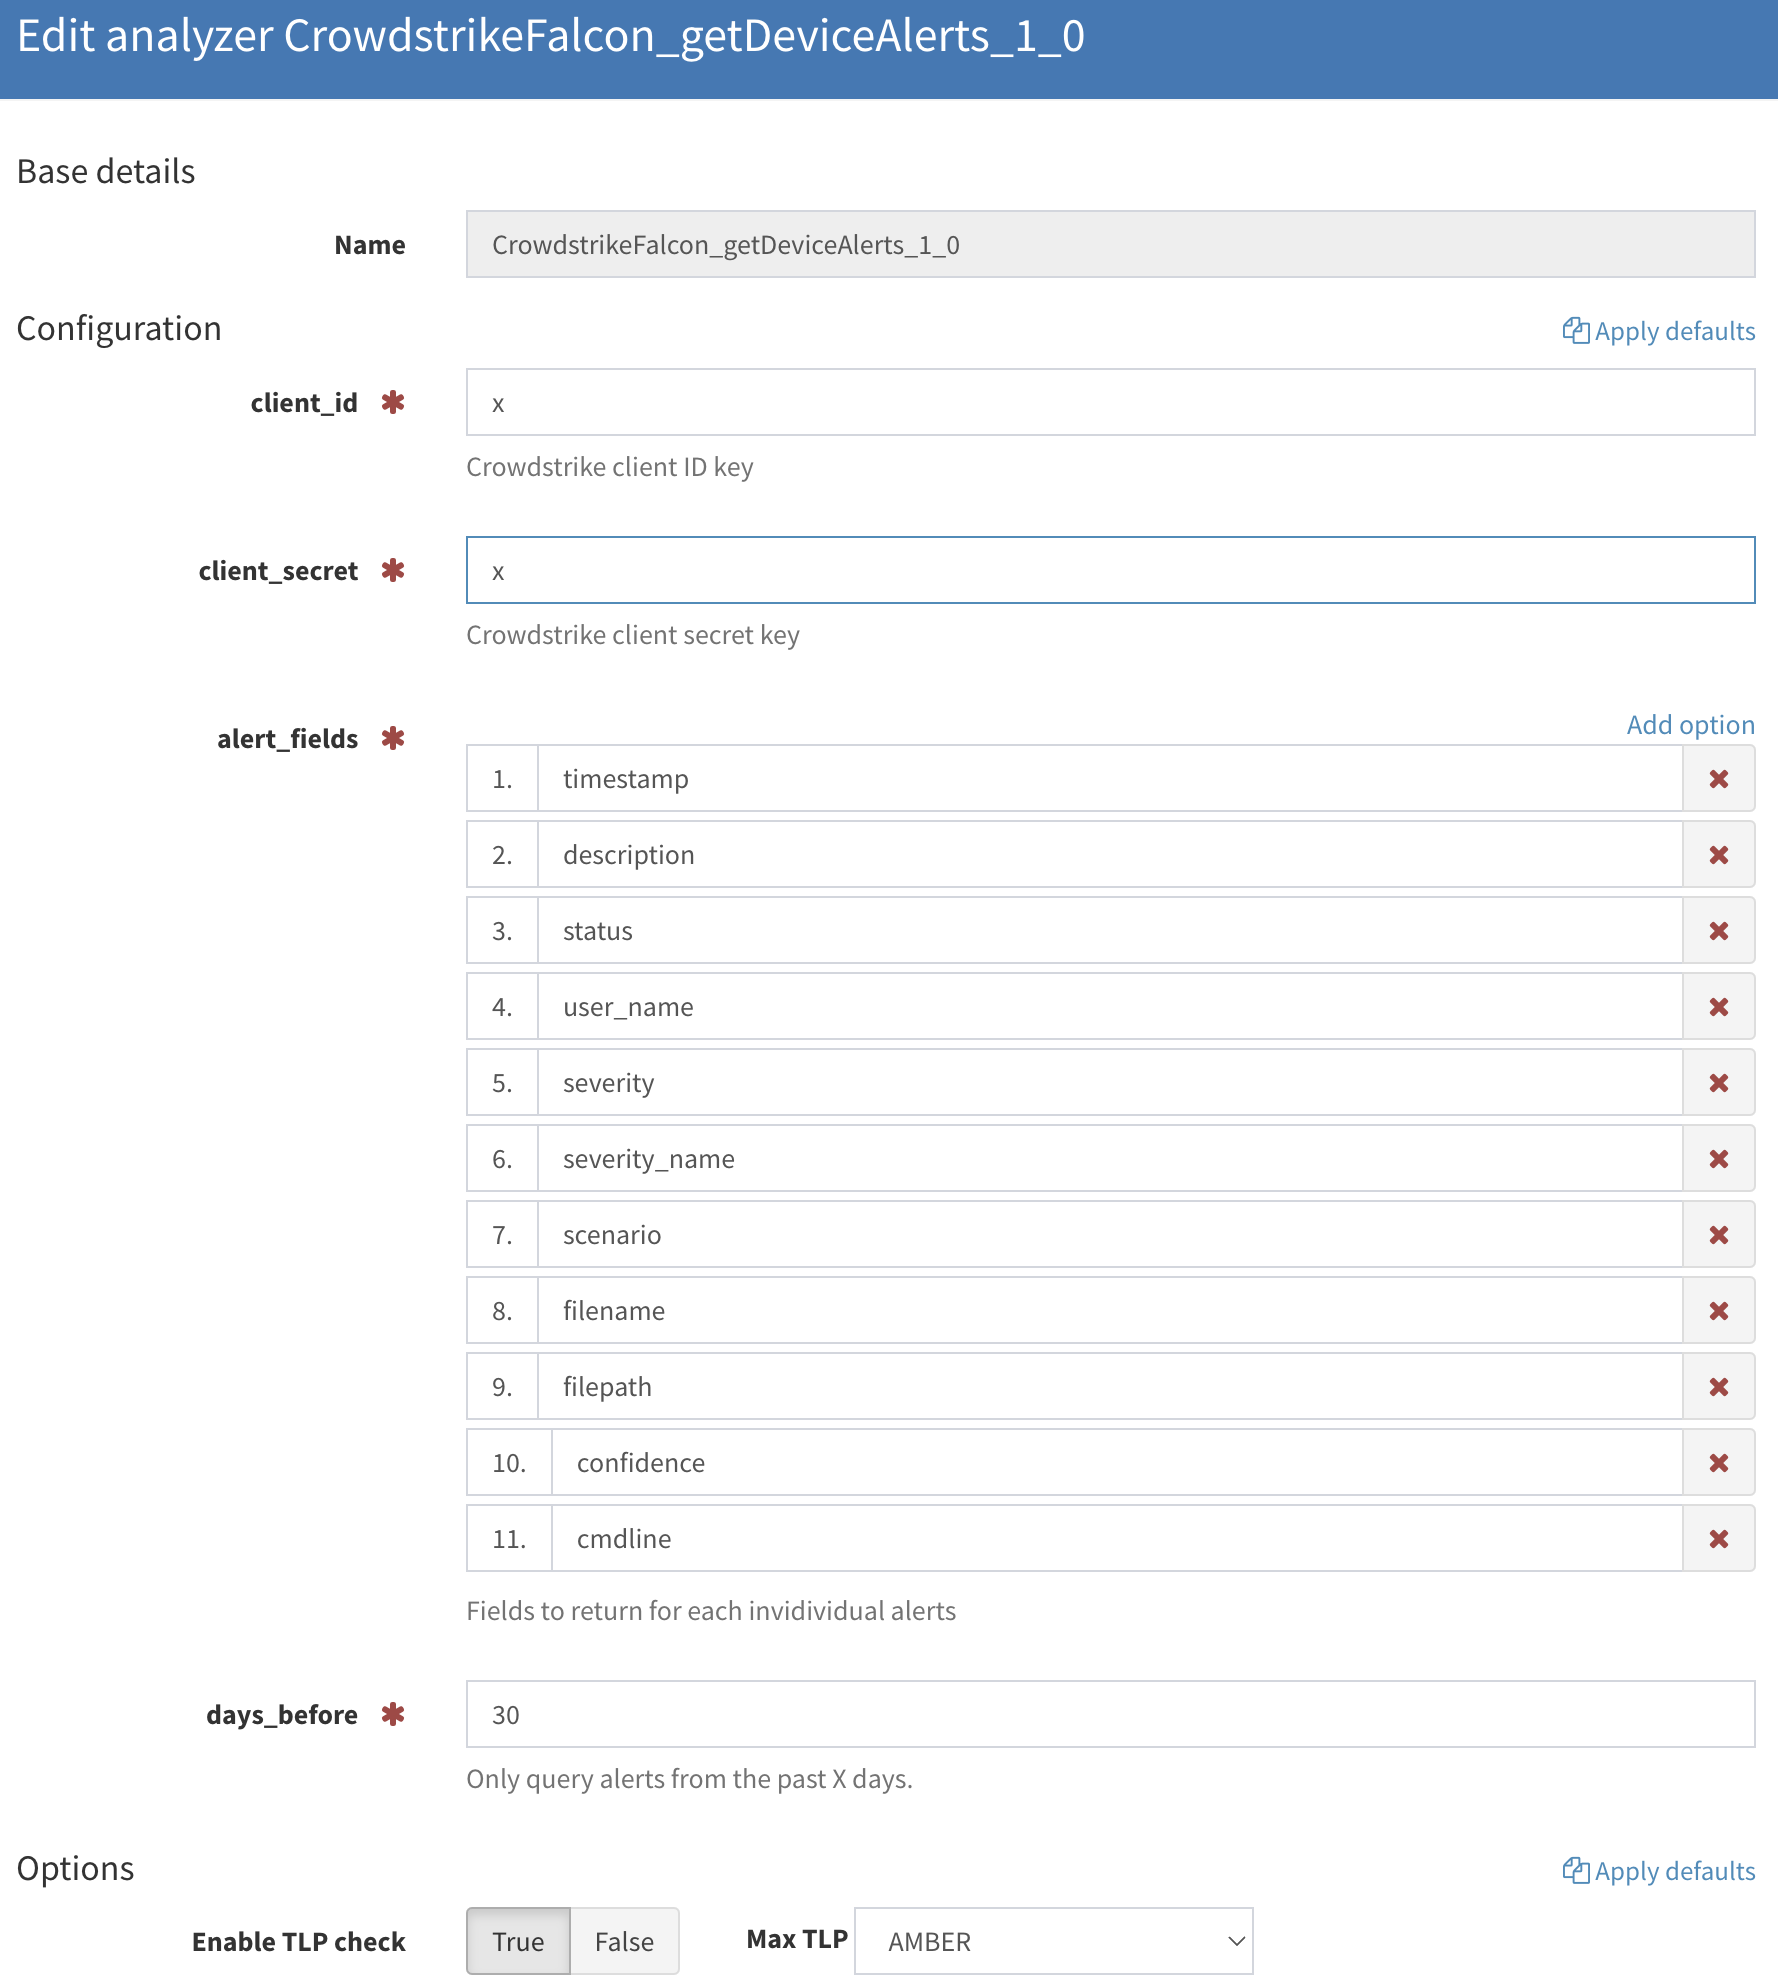 Edit analyzer CrowdstrikeFalcon_getDeviceAlerts_1_0
Base details
Name CrowdstrikeFalcon_getDeviceAlerts_1_0
Configuration Apply defaults
client_id x
Crowdstrike client ID key
client_secret x
Crowdstrike client secret key
alert_fields Add option
1. timestamp
2. description
3. status
4. user_name
5. severity
6. severity_name
7. scenario
8. filename
9. filepath
10. confidence
11. cmdline
Fields to return for each invidividual alerts
days_before 30
Only query alerts from the past X days.
Options Apply defaults
Enable TLP check True False Max TLP AMBER